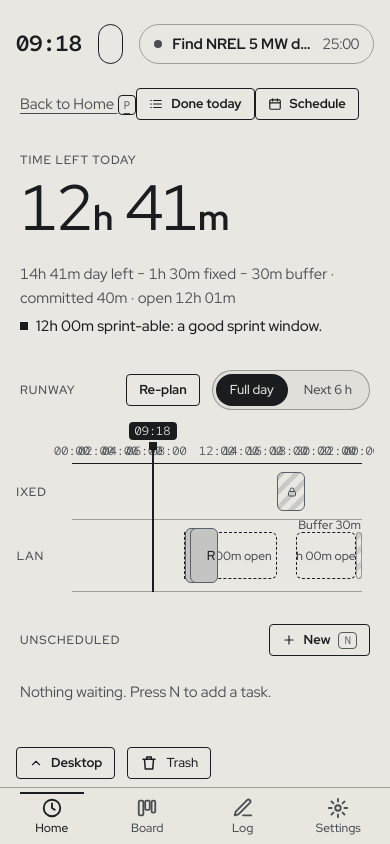 09:18
Find NREL 5 MW d... 25:00
Back to Home P
Done today
Schedule
TIME LEFT TODAY
12h 41m
14h 41m day left − 1h 30m fixed − 30m buffer ·
committed 40m · open 12h 01m
12h 00m sprint-able: a good sprint window.
RUNWAY
Re-plan
Full day
Next 6 h
09:18
IXED
Buffer 30m
LAN
R 00m open
h 00m ope
UNSCHEDULED
+ New N
Nothing waiting. Press N to add a task.
Desktop
Trash
Home
Board
Log
Settings